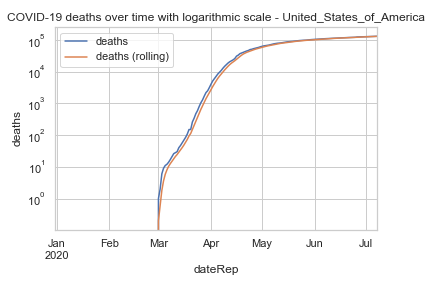 COVID-19 deaths over time with logarithmic scale - United_States_of_America
deaths
deaths (rolling)
10^5
10^4
10^3
10^2
10^1
10^0
deaths
Jan Feb Mar Apr May Jun Jul
2020
dateRep